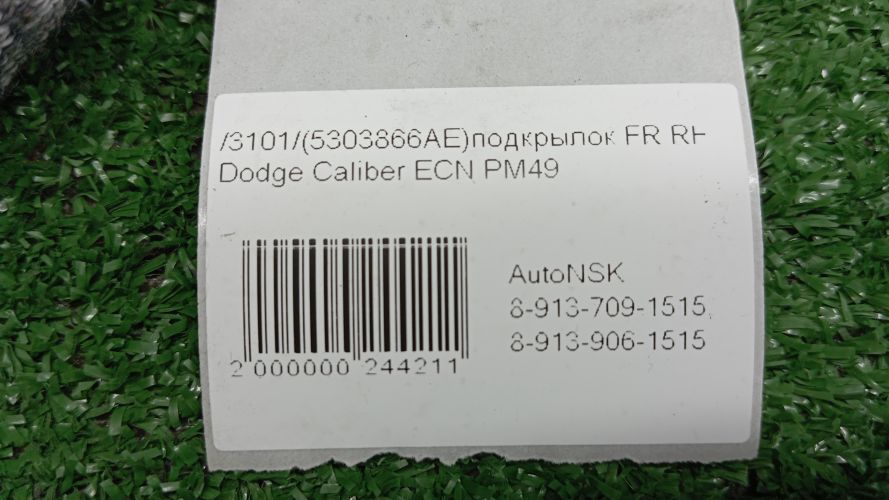 /3101/(5303866AE)подкрылок FR RH
Dodge Caliber ECN PM49
AutoNSK
8-913-709-1515,
8-913-906-1515
2 000000 244211